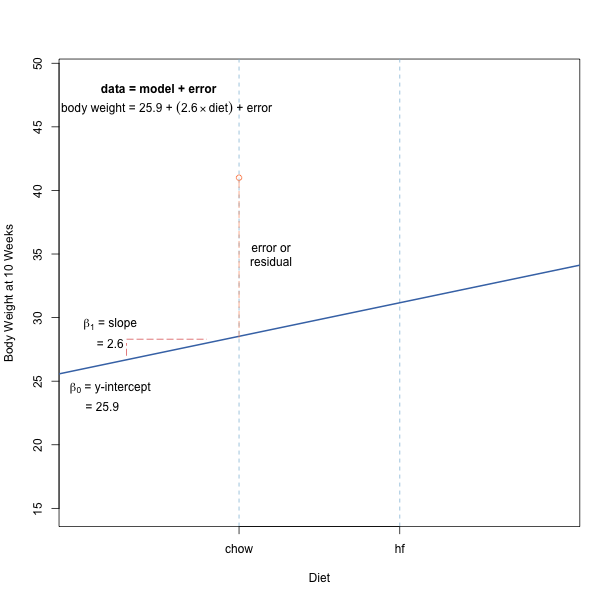 data = model + error
body weight = 25.9 + (2.6 × diet) + error
50
45
40
35
30
25
20
15
Body Weight at 10 Weeks
error or
residual
β1 = slope
= 2.6
β0 = y-intercept
= 25.9
chow
hf
Diet